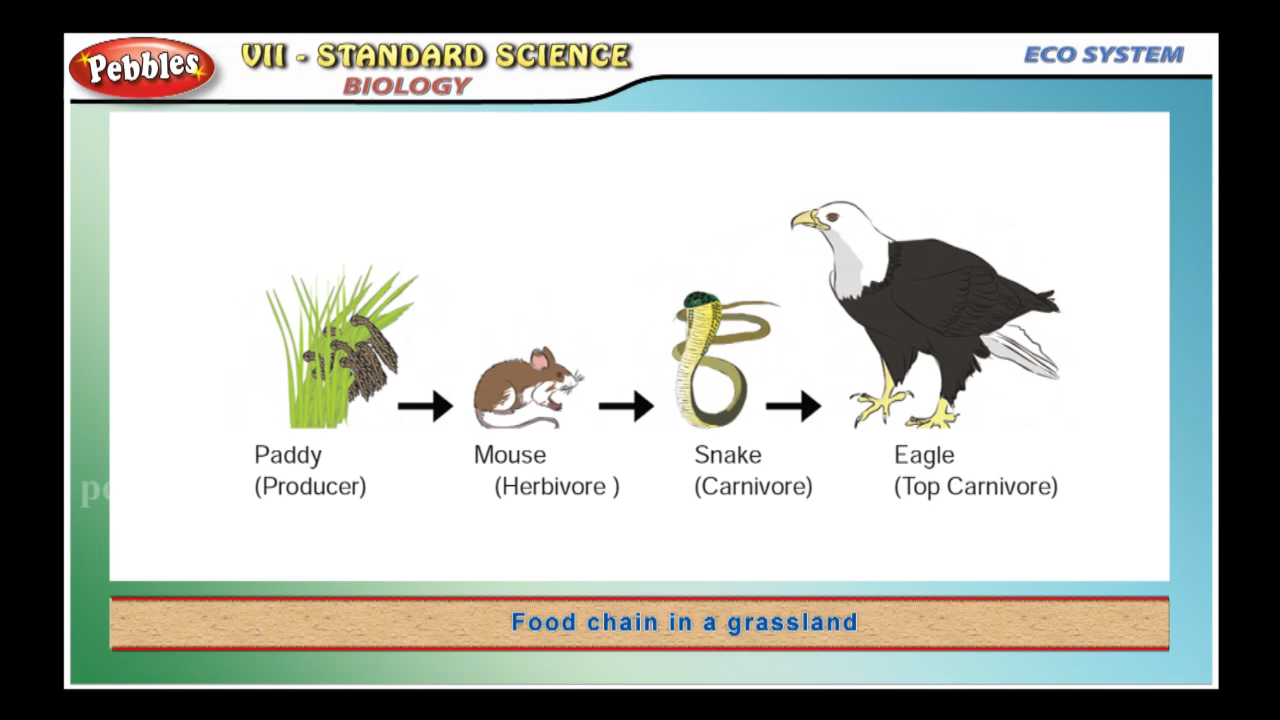 Pebbles
VII - STANDARD SCIENCE
BIOLOGY
ECO SYSTEM
Paddy
(Producer)
Mouse
(Herbivore )
Snake
(Carnivore)
Eagle
(Top Carnivore)
Food chain in a grassland